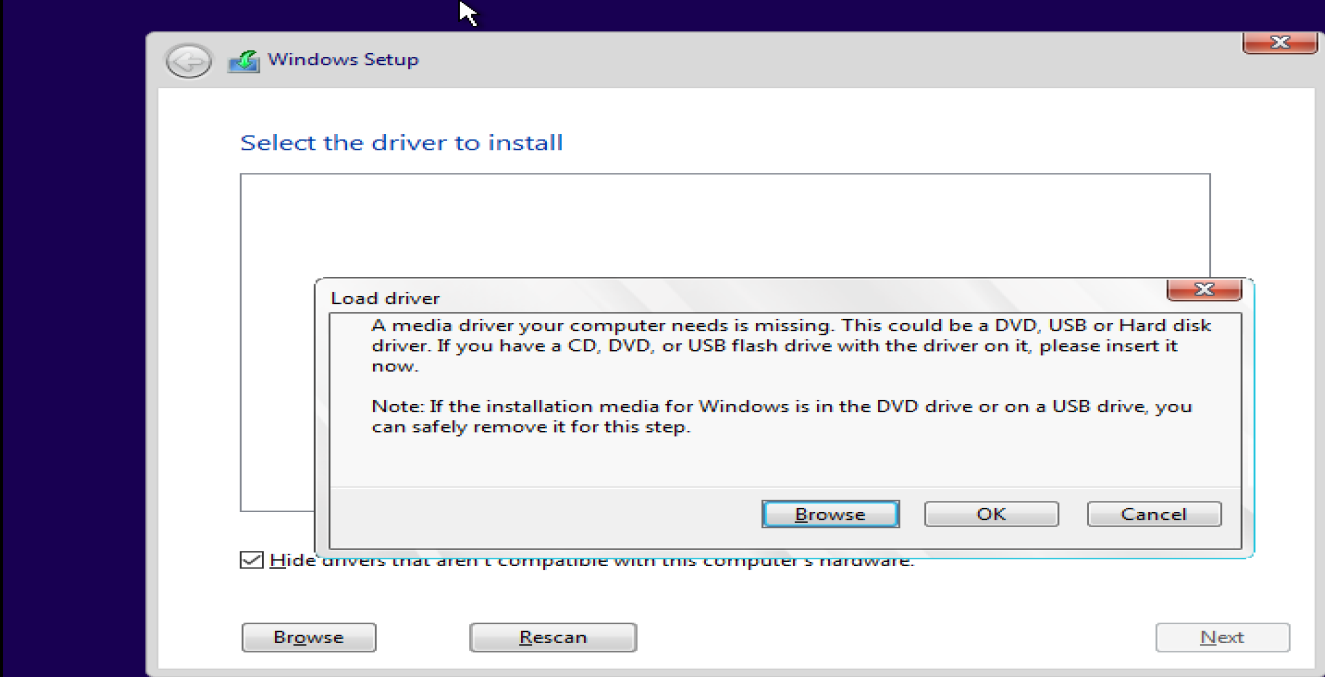 Windows Setup
Select the driver to install
Load driver
A media driver your computer needs is missing. This could be a DVD, USB or Hard disk
driver. If you have a CD, DVD, or USB flash drive with the driver on it, please insert it
now.
Note: If the installation media for Windows is in the DVD drive or on a USB drive, you
can safely remove it for this step.
Browse
OK
Cancel
Hide drivers that aren't compatible with this computer's hardware.
Browse
Rescan
Next